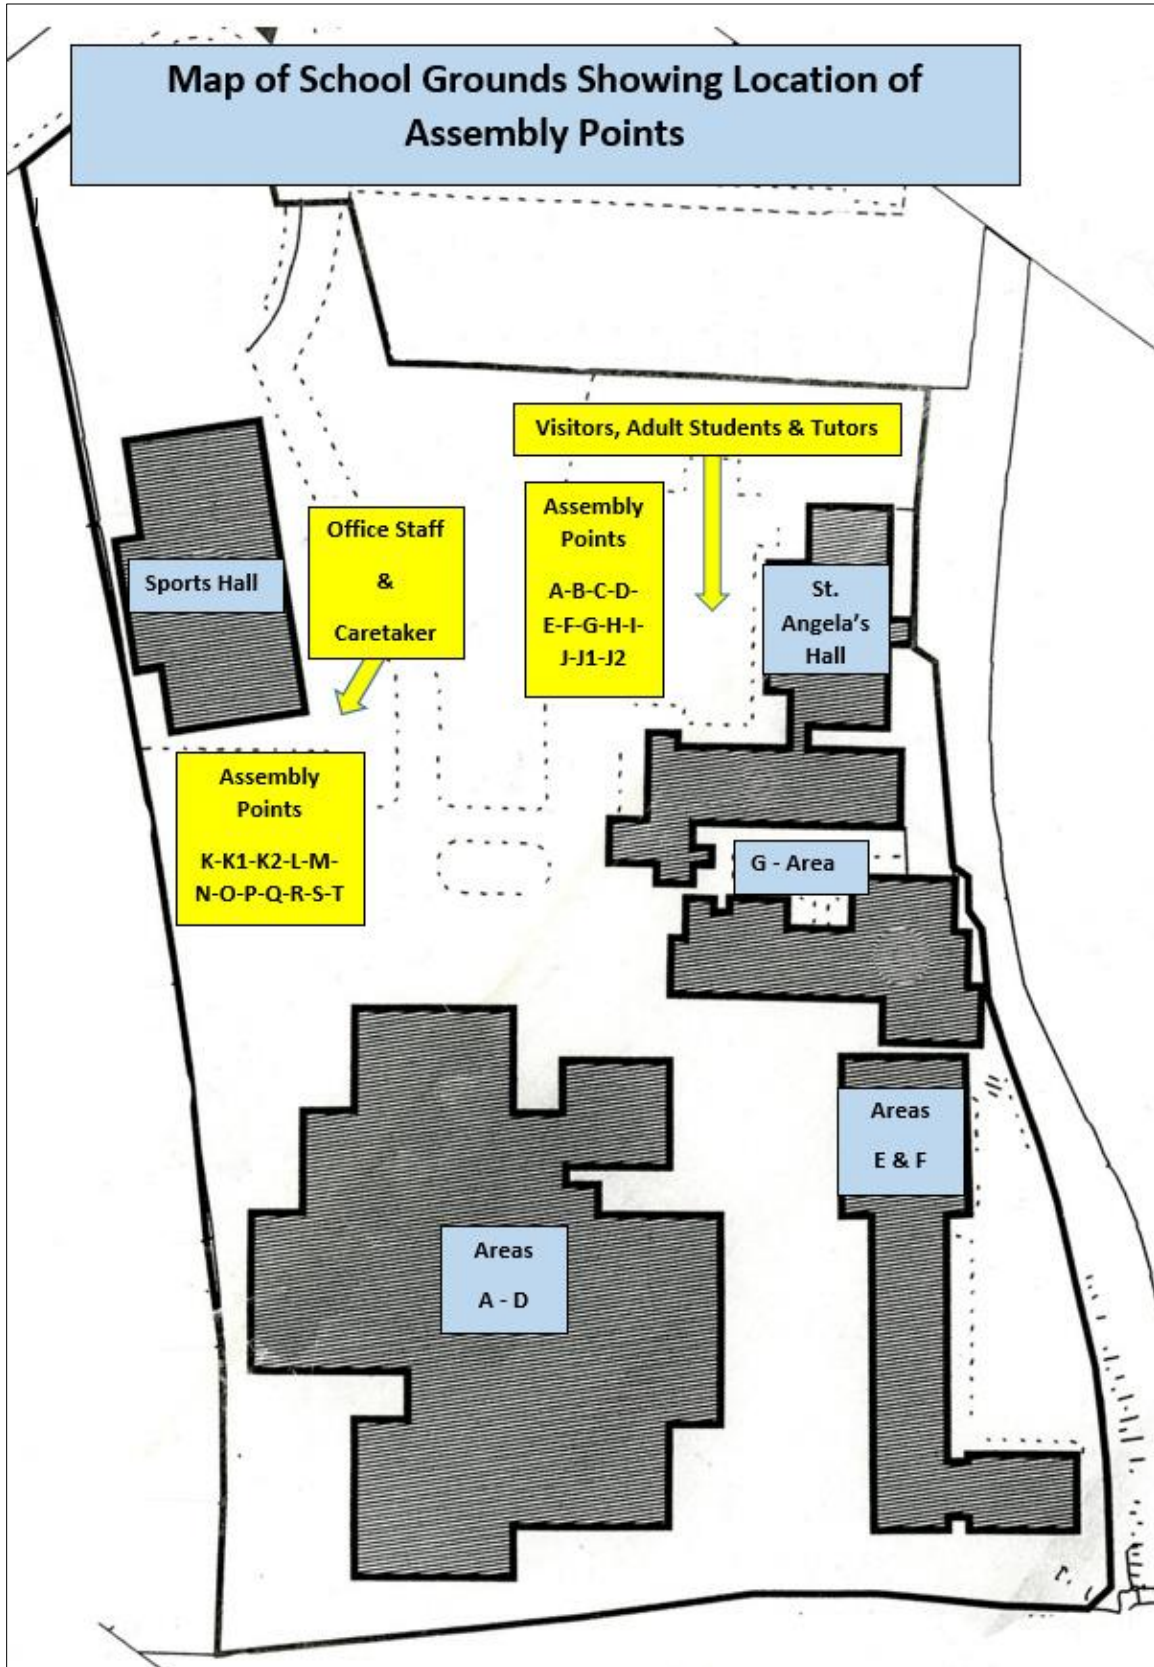 Map of School Grounds Showing Location of
Assembly Points
Visitors, Adult Students & Tutors
Assembly
Points
A-B-C-D-
E-F-G-H-I-
J-J1-J2
Office Staff
&
Caretaker
Sports Hall
St.
Angela’s
Hall
Assembly
Points
K-K1-K2-L-M-
N-O-P-Q-R-S-T
G - Area
Areas
E & F
Areas
A - D